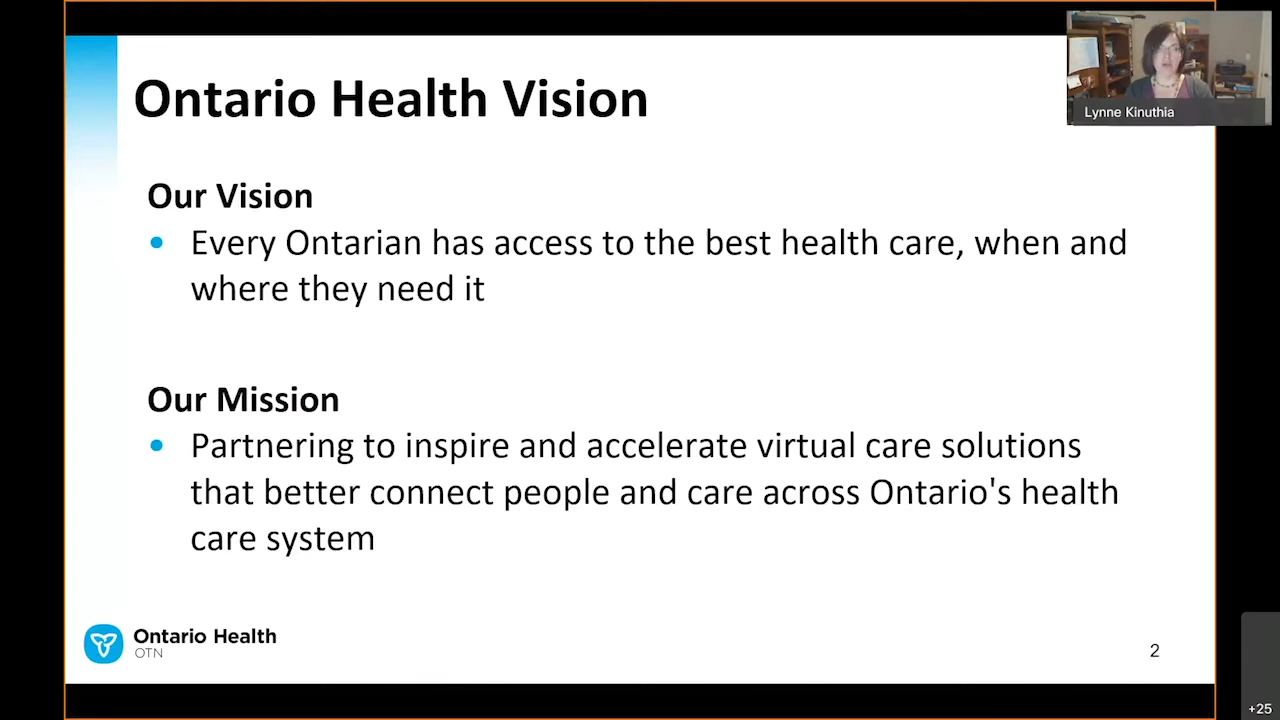 Ontario Health Vision
Lynne Kinuthia
Our Vision
• Every Ontarian has access to the best health care, when and
where they need it
Our Mission
• Partnering to inspire and accelerate virtual care solutions
that better connect people and care across Ontario's health
care system
Ontario Health
OTN
2
+25